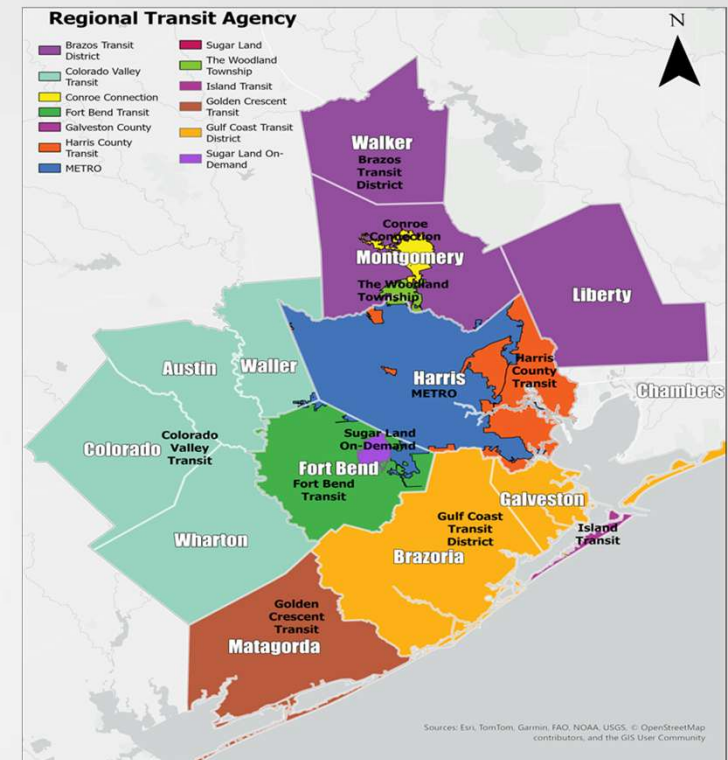 Regional Transit Agency
N
Brazos Transit
District
Colorado Valley
Transit
Conroe Connection
Fort Bend Transit
Galveston County
Harris County
Transit
METRO
Sugar Land
The Woodland
Township
Island Transit
Golden Crescent
Transit
Gulf Coast Transit
District
Sugar Land On-
Demand
Walker
Brazos
Transit
District
Conroe
Connection
Montgomery
The Woodland
Township
Liberty
Austin
Waller
Harris
METRO
Harris
County
Transit
Chambers
Colorado
Colorado
Valley
Transit
Sugar Land
On-Demand
Fort Bend
Fort Bend
Transit
Galveston
Gulf Coast
Transit
District
Island
Transit
Wharton
Brazoria
Golden
Crescent
Transit
Matagorda
Sources: Esri, TomTom, Garmin, FAO, NOAA, USGS, © OpenStreetMap
contributors, and the GIS User Community